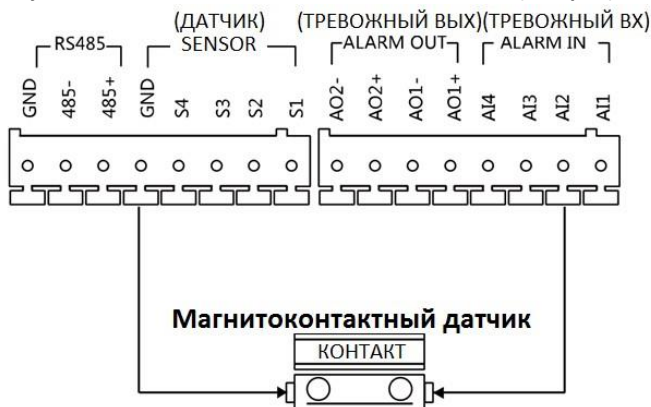 (ДАТЧИК) (ТРЕВОЖНЫЙ ВЫХ)(ТРЕВОЖНЫЙ ВХ)
RS485 SENSOR ALARM OUT ALARM IN
GND 485- 485+ GND S4 S3 S2 S1 AO2- AO2+ AO1- AO1+ AI4 AI3 AI2 AI1
Магнитоконтактный датчик
КОНТАКТ